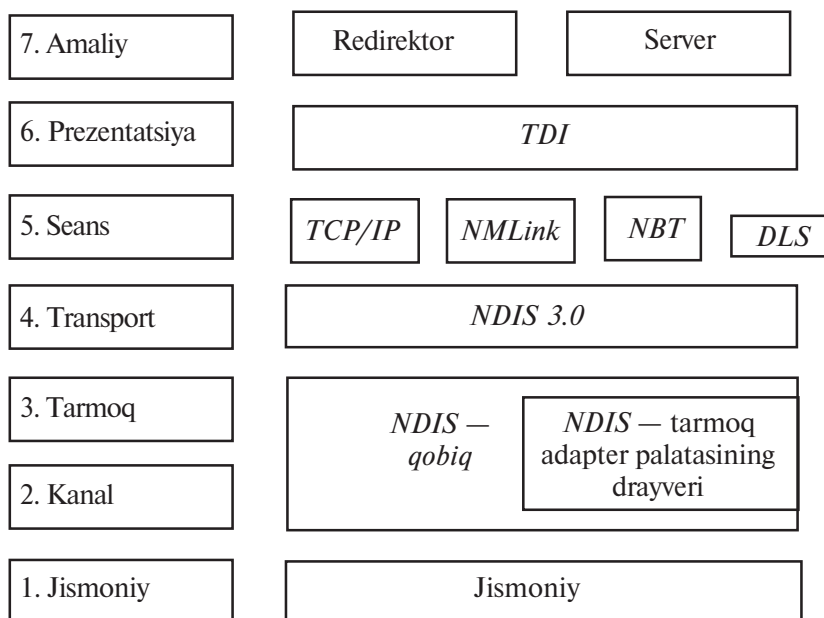 7. Amaliy
Redirektor
Server
6. Prezentatsiya
TDI
5. Seans
TCP/IP
NMLink
NBT
DLS
4. Transport
NDIS 3.0
3. Tarmoq
NDIS —
qobiq
NDIS — tarmoq
adapter palatasining
drayveri
2. Kanal
1. Jismoniy
Jismoniy